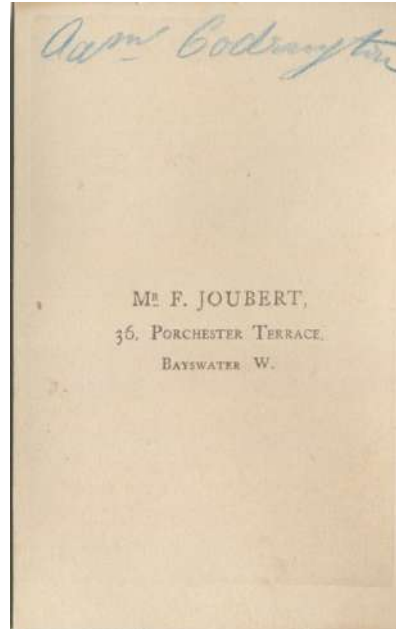 Adm Codrington
Mr F. JOUBERT,
36, PORCHESTER TERRACE,
BAYSWATER W.